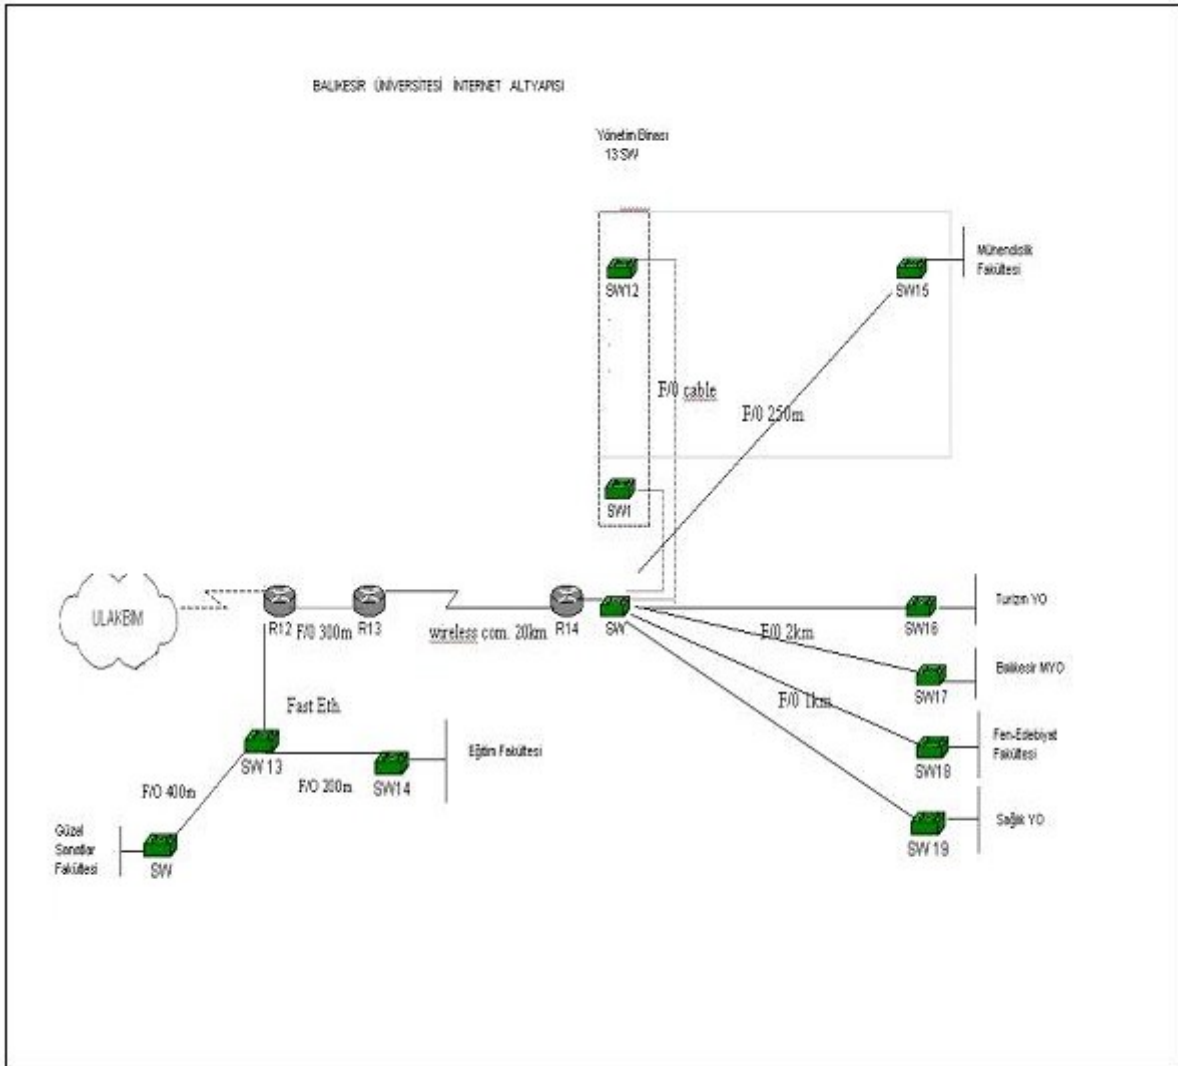 BALIKESİR ÜNİVERSİTESİ İNTERNET ALTYAPISI
Yönetim Binası
13 SW
SW12
SW15
Mühendislik
Fakültesi
F/0 cable
F/0 250m
SW1
ULAKBİM
R12
F/0 300m
R13
wireless com. 20km.
R14
SW
SW16
Turizm YO
F/0 2km
SW17
Balıkesir MYO
F/0 1km
Fast Eth.
SW 13
F/O 200m
SW14
Eğitim Fakültesi
SW18
Fen-Edebiyat
Fakültesi
F/O 400m
SW 19
Sağlık YO
Güzel
Sanatlar
Fakültesi
SW